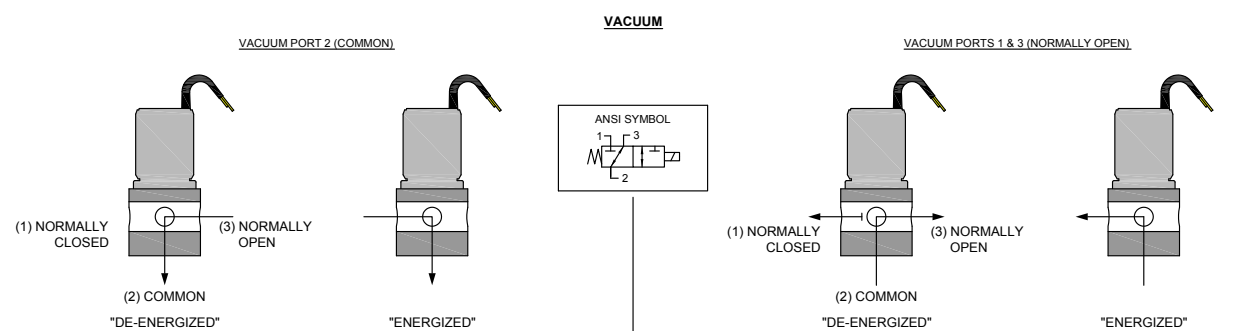 VACUUM
VACUUM PORT 2 (COMMON)
VACUUM PORTS 1 & 3 (NORMALLY OPEN)
ANSI SYMBOL
1
3
2
(1) NORMALLY
CLOSED
(3) NORMALLY
OPEN
(2) COMMON
"DE-ENERGIZED"
"ENERGIZED"
(1) NORMALLY
CLOSED
(3) NORMALLY
OPEN
(2) COMMON
"DE-ENERGIZED"
"ENERGIZED"